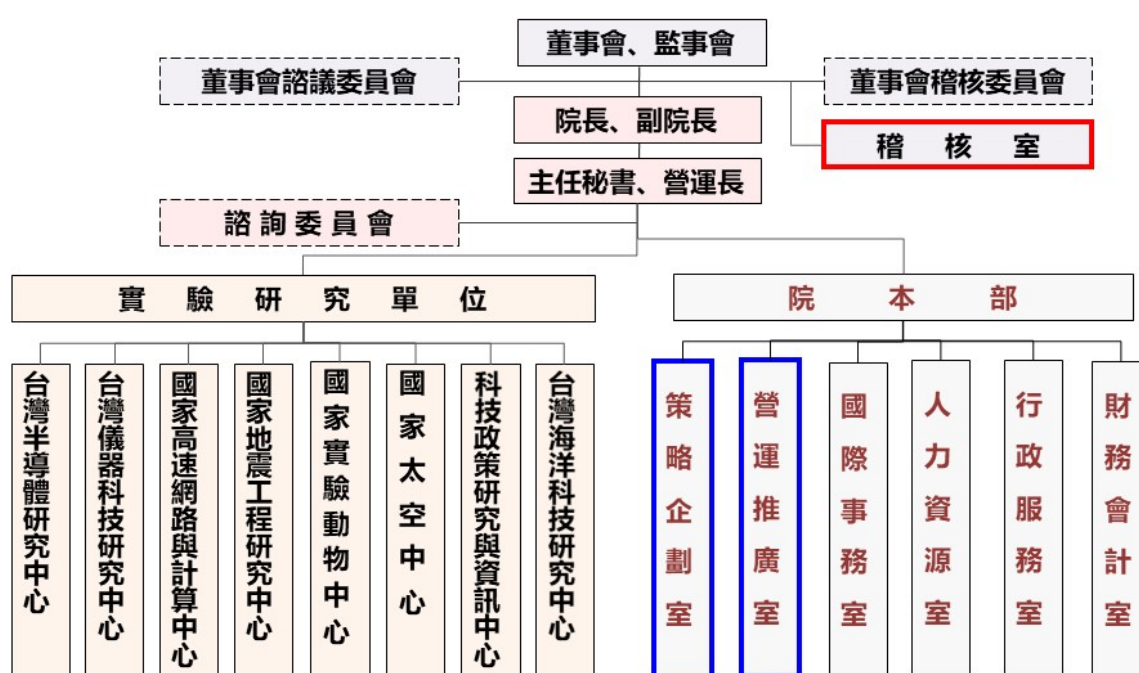 董事會、監事會
董事會諮議委員會
董事會稽核委員會
院長、副院長
稽核室
主任秘書、營運長
諮詢委員會
實驗研究單位
院本部
台灣半導體研究中心
台灣儀器科技研究中心
國家高速網路與計算中心
國家地震工程研究中心
國家實驗動物中心
國家太空中心
科技政策研究與資訊中心
台灣海洋科技研究中心
策略企劃室
營運推廣室
國際事務室
人力資源室
行政服務室
財務會計室